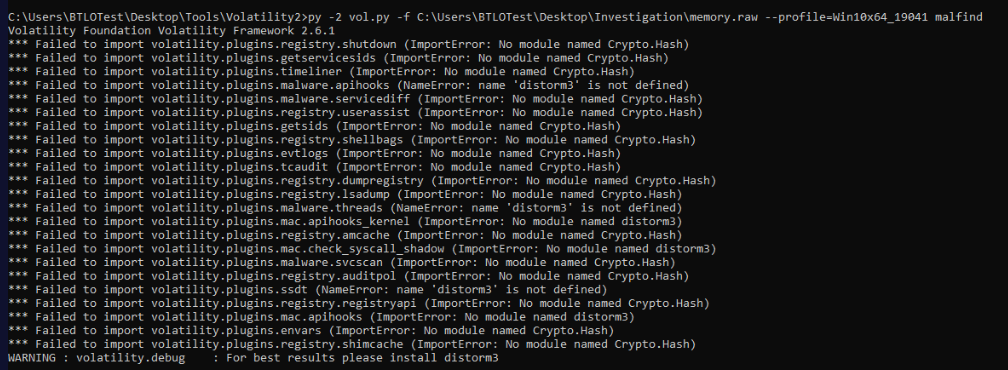 C:\Users\BTLOTest\Desktop\Tools\Volatility2>py -2 vol.py -f C:\Users\BTLOTest\Desktop\Investigation\memory.raw --profile=Win10x64_19041 malfind
Volatility Foundation Volatility Framework 2.6.1
*** Failed to import volatility.plugins.registry.shutdown (ImportError: No module named Crypto.Hash)
*** Failed to import volatility.plugins.getservicesids (ImportError: No module named Crypto.Hash)
*** Failed to import volatility.plugins.timeliner (ImportError: No module named Crypto.Hash)
*** Failed to import volatility.plugins.malware.apihooks (NameError: name 'distorm3' is not defined)
*** Failed to import volatility.plugins.malware.servicediff (ImportError: No module named Crypto.Hash)
*** Failed to import volatility.plugins.registry.userassist (ImportError: No module named Crypto.Hash)
*** Failed to import volatility.plugins.getsids (ImportError: No module named Crypto.Hash)
*** Failed to import volatility.plugins.registry.shellbags (ImportError: No module named Crypto.Hash)
*** Failed to import volatility.plugins.evtlogs (ImportError: No module named Crypto.Hash)
*** Failed to import volatility.plugins.tcaudit (ImportError: No module named Crypto.Hash)
*** Failed to import volatility.plugins.registry.dumpregistry (ImportError: No module named Crypto.Hash)
*** Failed to import volatility.plugins.registry.lsadump (ImportError: No module named Crypto.Hash)
*** Failed to import volatility.plugins.malware.threads (NameError: name 'distorm3' is not defined)
*** Failed to import volatility.plugins.mac.apihooks_kernel (ImportError: No module named distorm3)
*** Failed to import volatility.plugins.registry.amcache (ImportError: No module named Crypto.Hash)
*** Failed to import volatility.plugins.mac.check_syscall_shadow (ImportError: No module named distorm3)
*** Failed to import volatility.plugins.malware.svcscan (ImportError: No module named Crypto.Hash)
*** Failed to import volatility.plugins.registry.auditpol (ImportError: No module named Crypto.Hash)
*** Failed to import volatility.plugins.ssdt (NameError: name 'distorm3' is not defined)
*** Failed to import volatility.plugins.registry.registryapi (ImportError: No module named Crypto.Hash)
*** Failed to import volatility.plugins.mac.apihooks (ImportError: No module named distorm3)
*** Failed to import volatility.plugins.envars (ImportError: No module named Crypto.Hash)
*** Failed to import volatility.plugins.registry.shimcache (ImportError: No module named Crypto.Hash)
WARNING : volatility.debug    : For best results please install distorm3